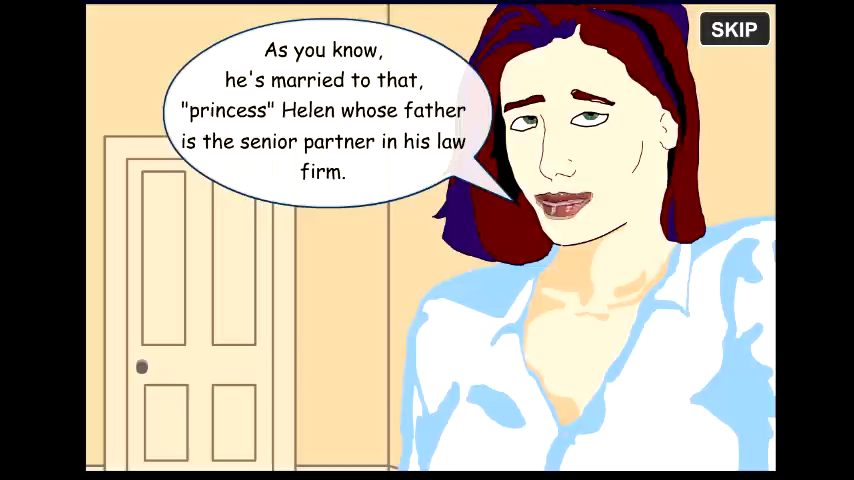 SKIP
As you know,
he's married to that,
"princess" Helen whose father
is the senior partner in his law
firm.